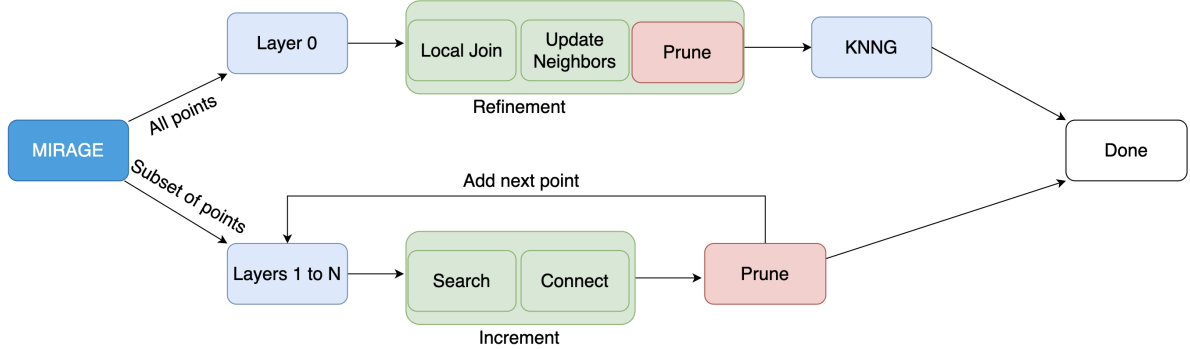 Layer 0
Local Join
Update
Neighbors
Prune
KNNG
Refinement
All points
MIRAGE
Done
Subset of points
Add next point
Layers 1 to N
Search
Connect
Prune
Increment